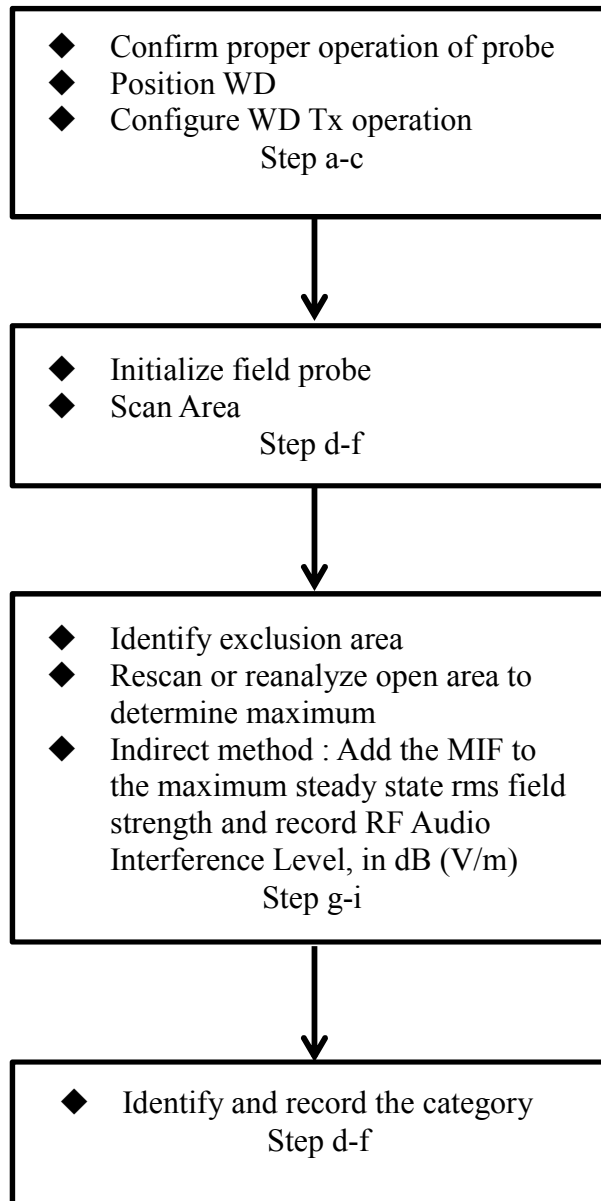 ◆ Confirm proper operation of probe
◆ Position WD
◆ Configure WD Tx operation
Step a-c
◆ Initialize field probe
◆ Scan Area
Step d-f
◆ Identify exclusion area
◆ Rescan or reanalyze open area to
determine maximum
◆ Indirect method : Add the MIF to
the maximum steady state rms field
strength and record RF Audio
Interference Level, in dB (V/m)
Step g-i
◆ Identify and record the category
Step d-f